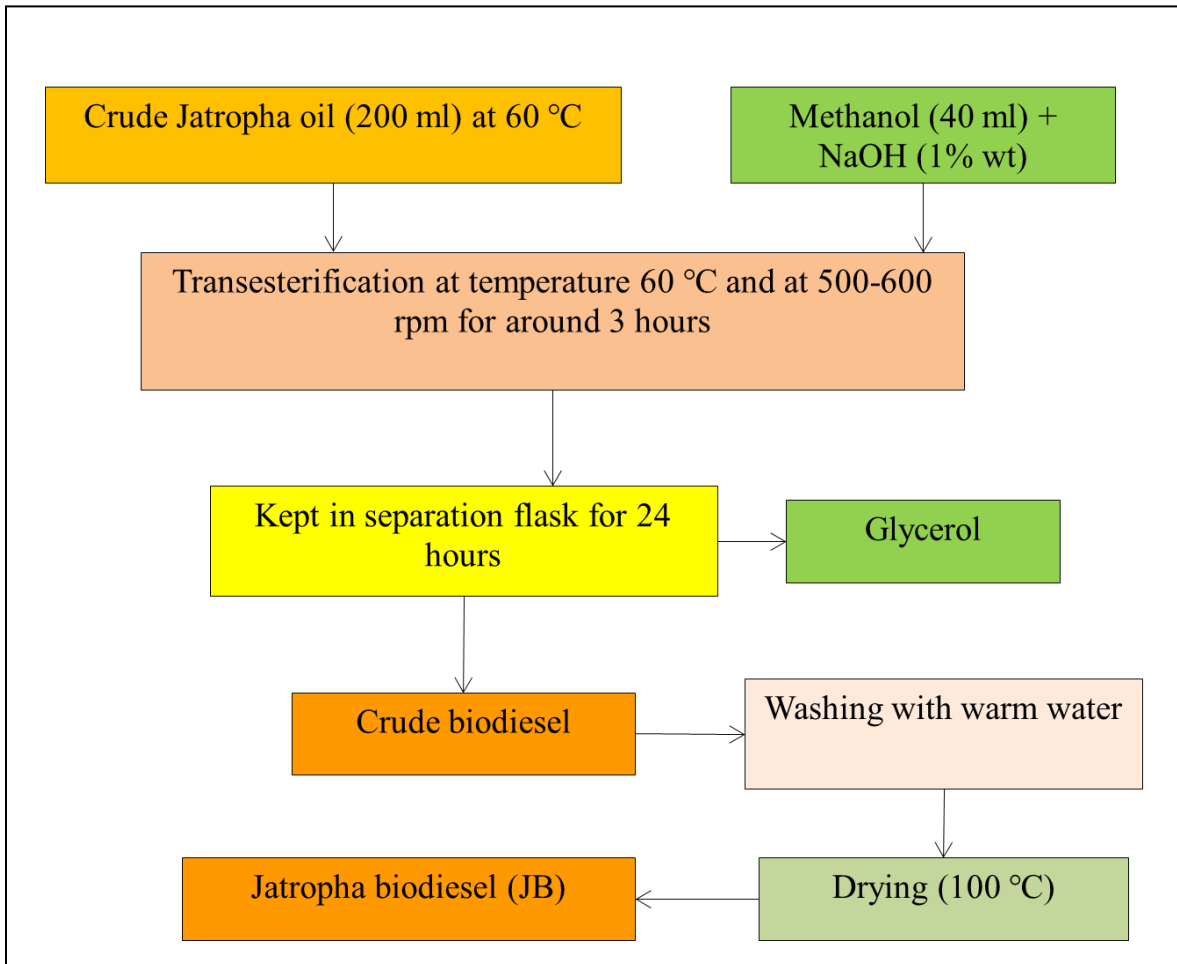 Crude Jatropha oil (200 ml) at 60 ℃
Methanol (40 ml) +
NaOH (1% wt)
Transesterification at temperature 60 ℃ and at 500-600
rpm for around 3 hours
Kept in separation flask for 24
hours
Glycerol
Crude biodiesel
Washing with warm water
Jatropha biodiesel (JB)
Drying (100 ℃)